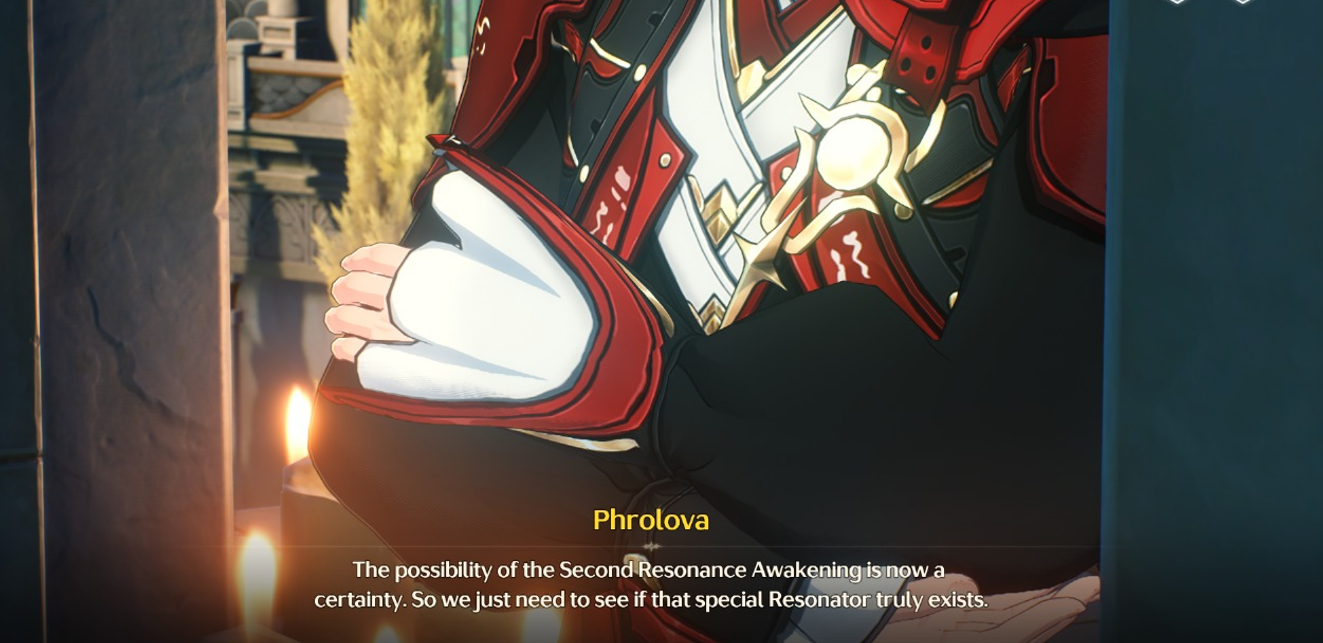 Phrolova
The possibility of the Second Resonance Awakening is now a
certainty. So we just need to see if that special Resonator truly exists.